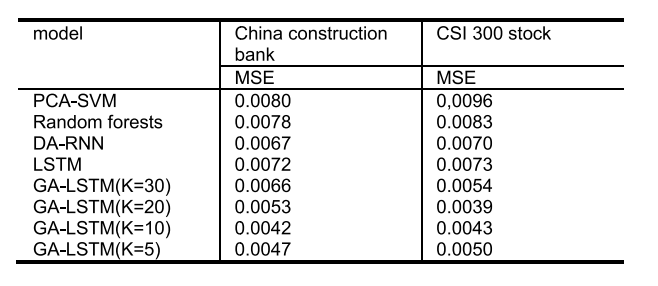 model China construction CSI 300 stock
bank
MSE MSE
PCA-SVM 0.0080 0,0096
Random forests 0.0078 0.0083
DA-RNN 0.0067 0.0070
LSTM 0.0072 0.0073
GA-LSTM(K=30) 0.0066 0.0054
GA-LSTM(K=20) 0.0053 0.0039
GA-LSTM(K=10) 0.0042 0.0043
GA-LSTM(K=5) 0.0047 0.0050